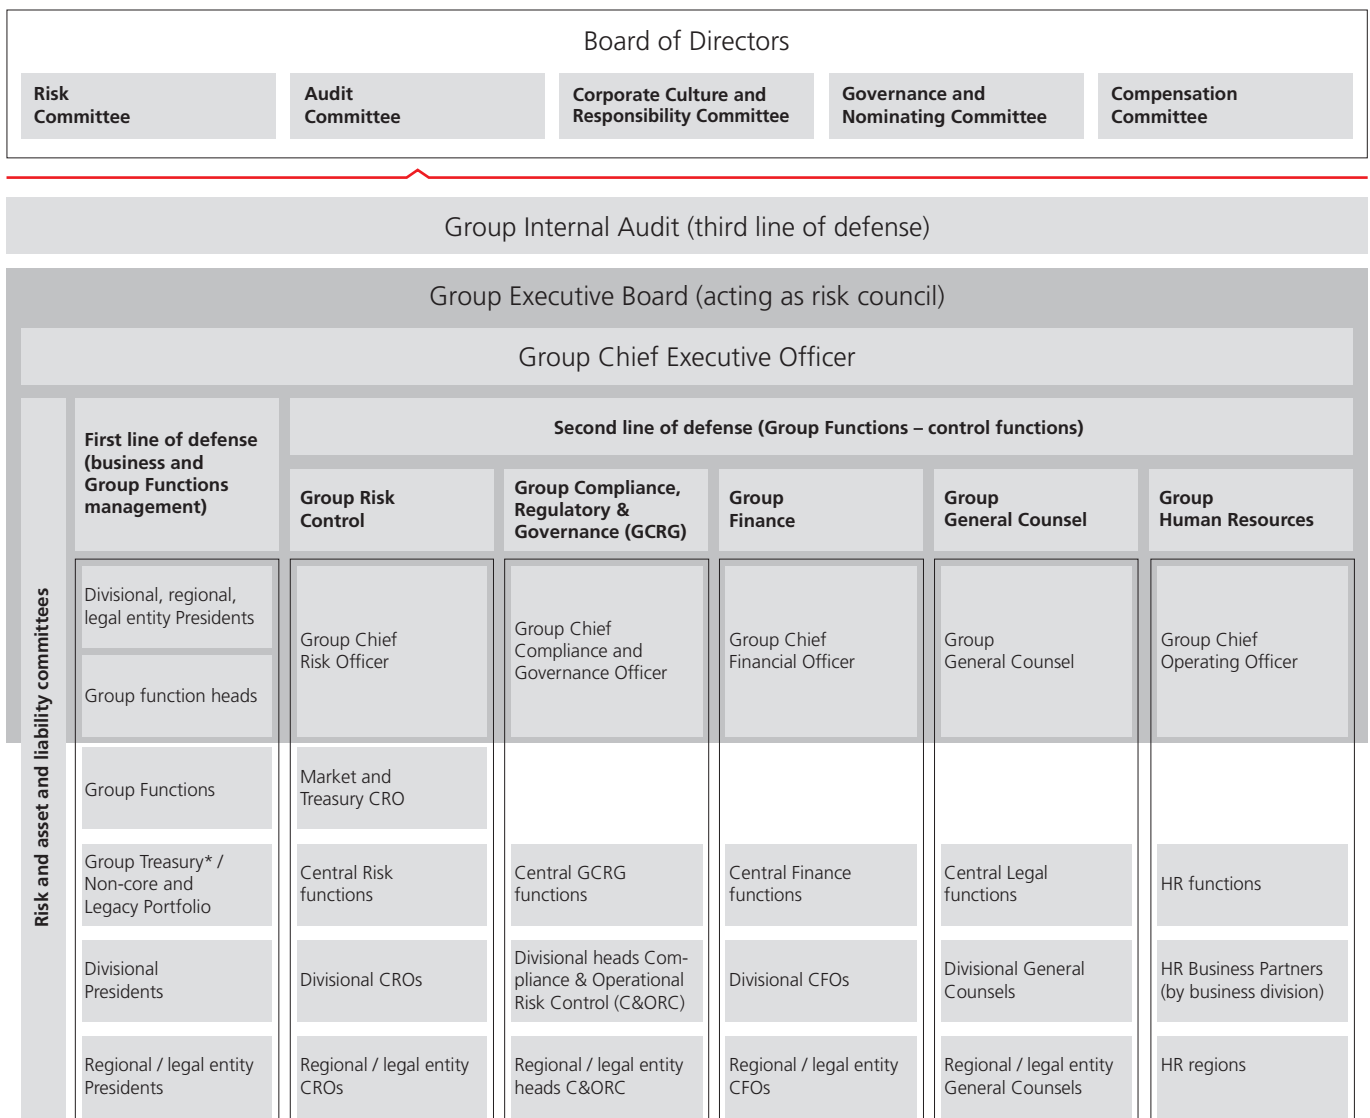 Board of Directors
Risk
Committee
Audit
Committee
Corporate Culture and
Responsibility Committee
Governance and
Nominating Committee
Compensation
Committee
Group Internal Audit (third line of defense)
Group Executive Board (acting as risk council)
Group Chief Executive Officer
Risk and asset and liability committees
First line of defense
(business and
Group Functions
management)
Second line of defense (Group Functions – control functions)
Group Risk
Control
Group Compliance,
Regulatory &
Governance (GCRG)
Group
Finance
Group
General Counsel
Group
Human Resources
Divisional, regional,
legal entity Presidents
Group function heads
Group Chief
Risk Officer
Group Chief
Compliance and
Governance Officer
Group Chief
Financial Officer
Group
General Counsel
Group Chief
Operating Officer
Group Functions
Market and
Treasury CRO
Group Treasury* /
Non-core and
Legacy Portfolio
Central Risk
functions
Central GCRG
functions
Central Finance
functions
Central Legal
functions
HR functions
Divisional
Presidents
Divisional CROs
Divisional heads Com-
pliance & Operational
Risk Control (C&ORC)
Divisional CFOs
Divisional General
Counsels
HR Business Partners
(by business division)
Regional / legal entity
Presidents
Regional / legal entity
CROs
Regional / legal entity
heads C&ORC
Regional / legal entity
CFOs
Regional / legal entity
General Counsels
HR regions